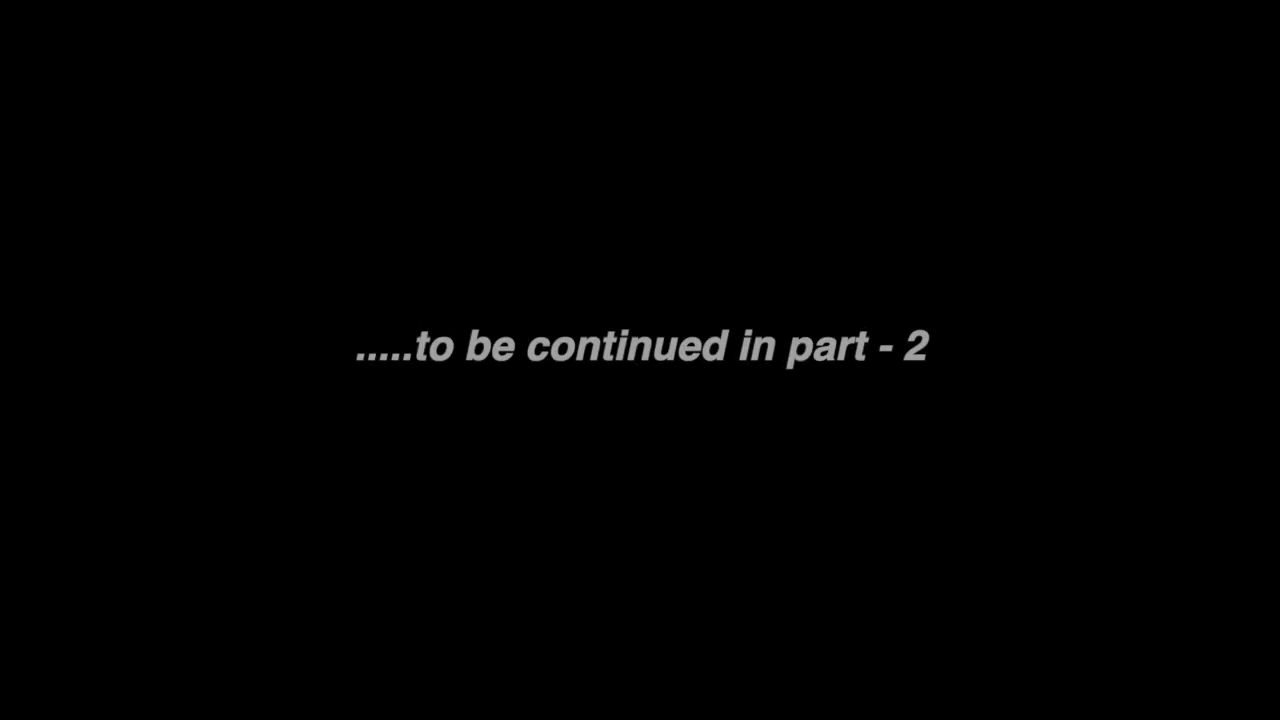 .....to be continued in part - 2